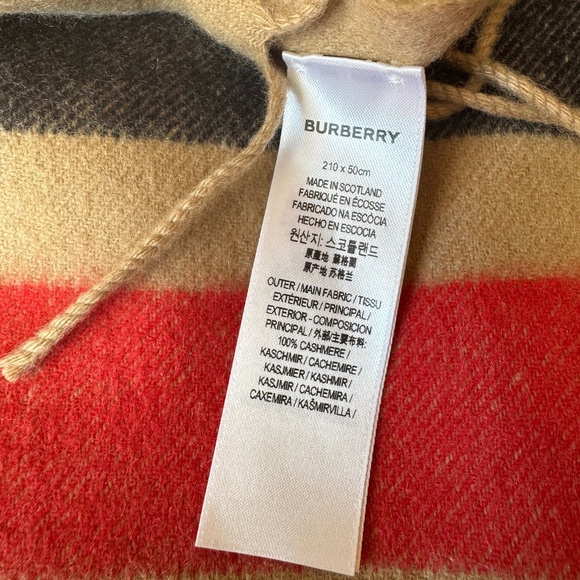 BURBERRY
210 x 50cm
MADE IN SCOTLAND
FABRIQUÉ EN ÉCOSSE
FABRICADO NA ESCÓCIA
HECHO EN ESCOCIA
원산지: 스코틀랜드
原產地 蘇格蘭
原产地 苏格兰
OUTER / MAIN FABRIC / TISSU
EXTÉRIEUR / PRINCIPAL /
EXTERIOR - COMPOSICION
PRINCIPAL / 外部/主要布料:
100% CASHMERE /
KASCHMIR / CACHEMIRE /
KASJMIER / KASHMIR /
KASMIR / CACHEMIRA /
CAXEMIRA / KAŠMIRVILLA /